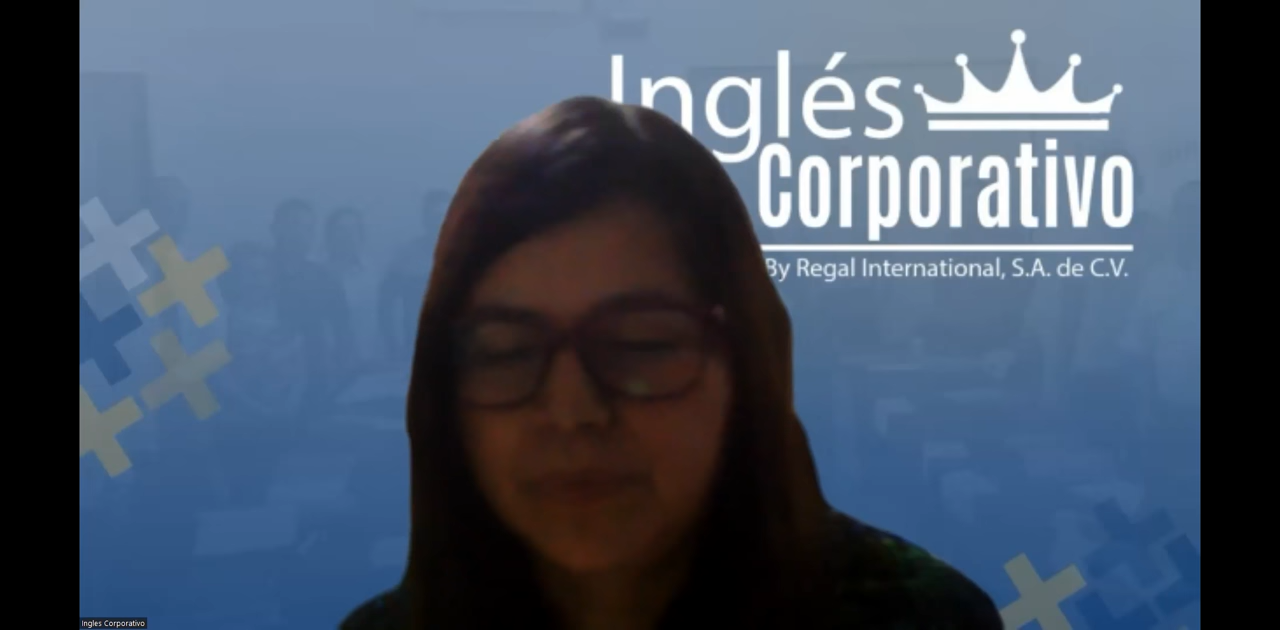 Inglés
Corporativo
By Regal International, S.A. de C.V.
Ingles Corporativo